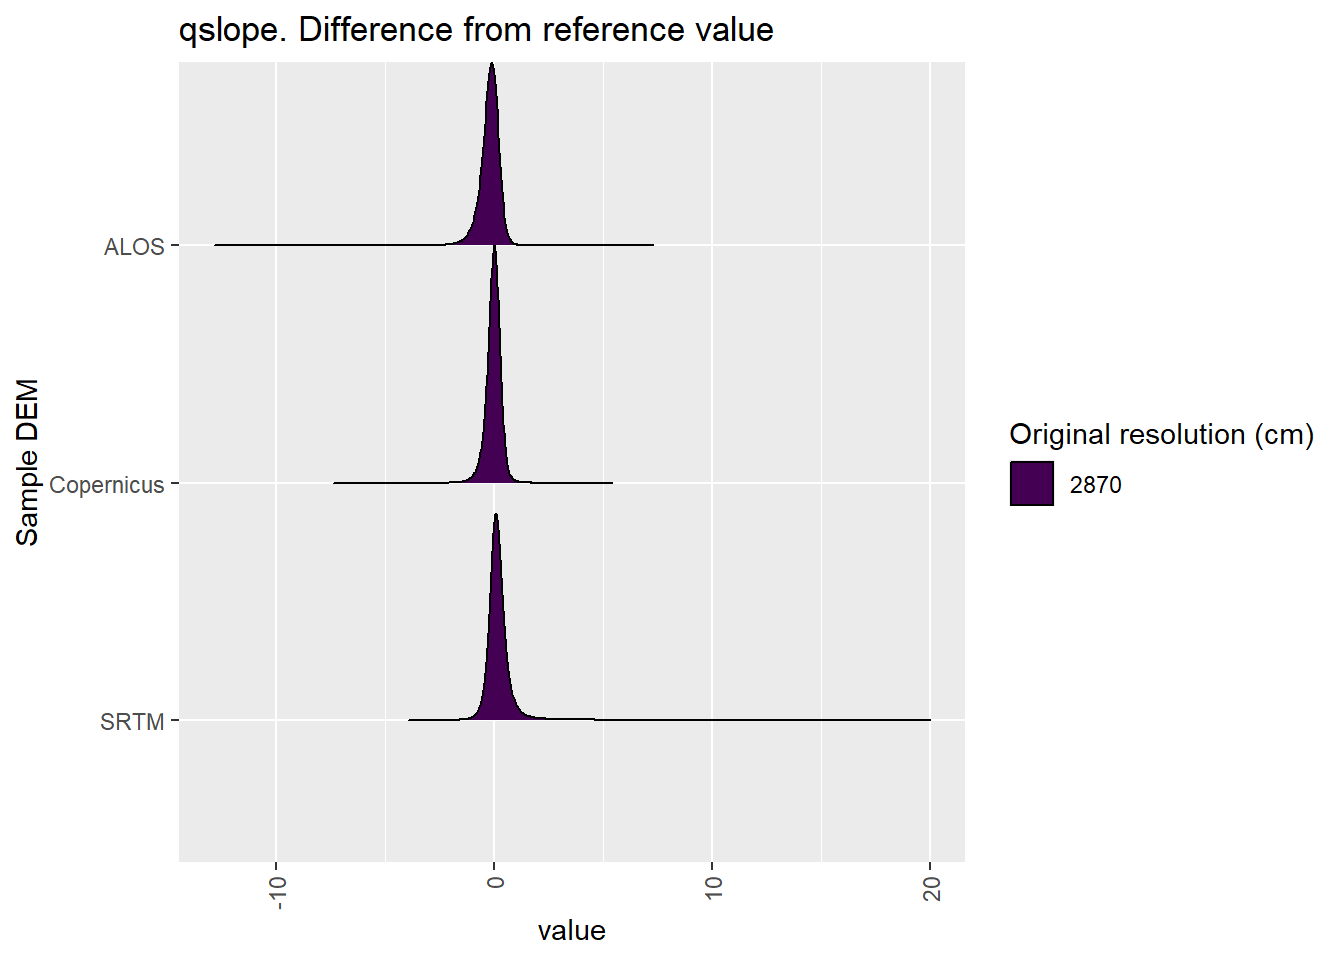 qslope. Difference from reference value
Sample DEM
ALOS
Copernicus
SRTM
-10
0
10
20
value
Original resolution (cm)
2870